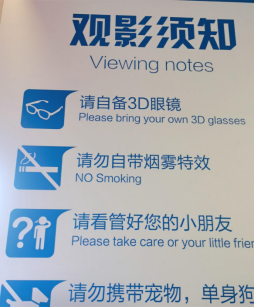 观影须知
Viewing notes
请自备3D眼镜
Please bring your own 3D glasses
请勿自带烟雾特效
NO Smoking
请看管好您的小朋友
Please take care or your little frien
请勿携带宠物，单身狗